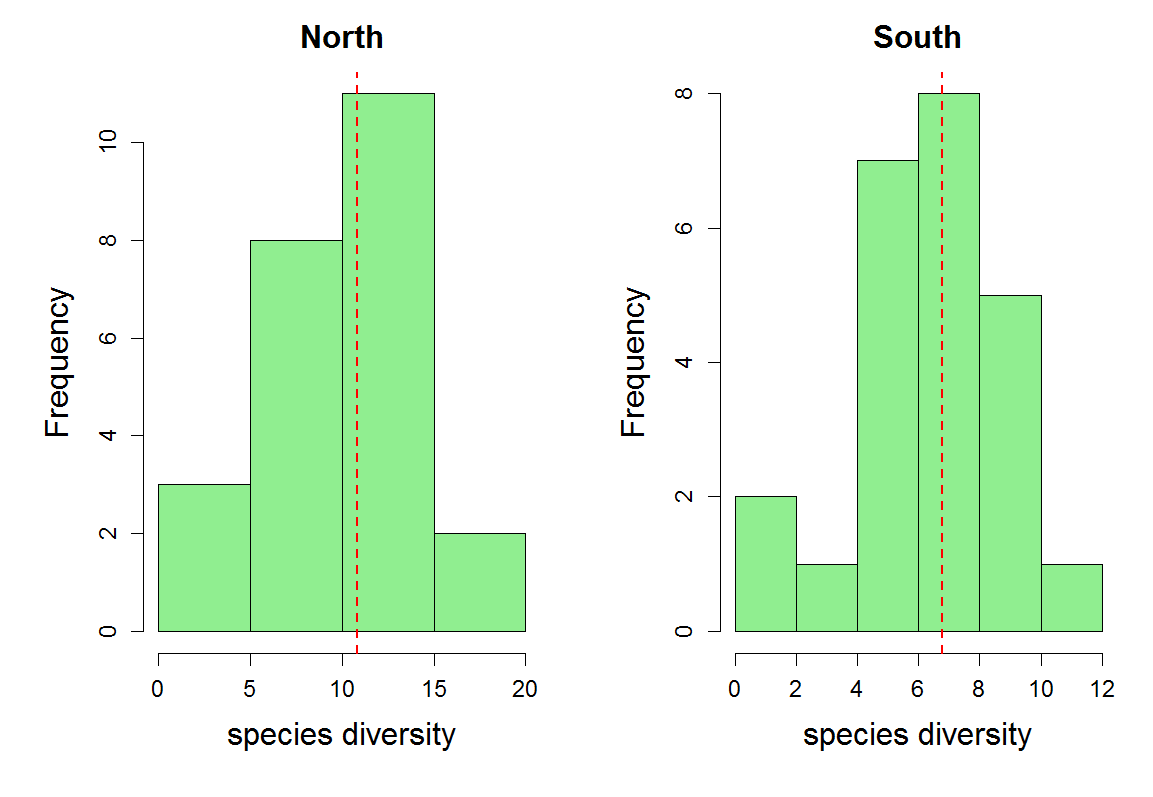 North
Frequency
0 2 4 6 8 10
0 5 10 15 20
species diversity
South
Frequency
0 2 4 6 8
0 2 4 6 8 10 12
species diversity